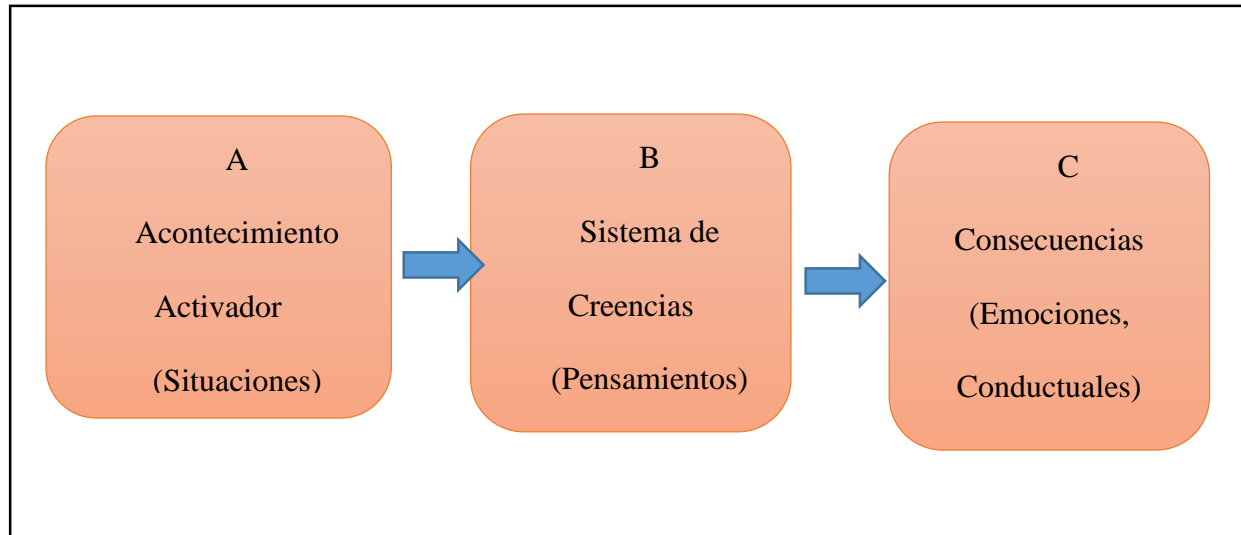 A
Acontecimiento
Activador
(Situaciones)
B
Sistema de
Creencias
(Pensamientos)
C
Consecuencias
(Emociones,
Conductuales)